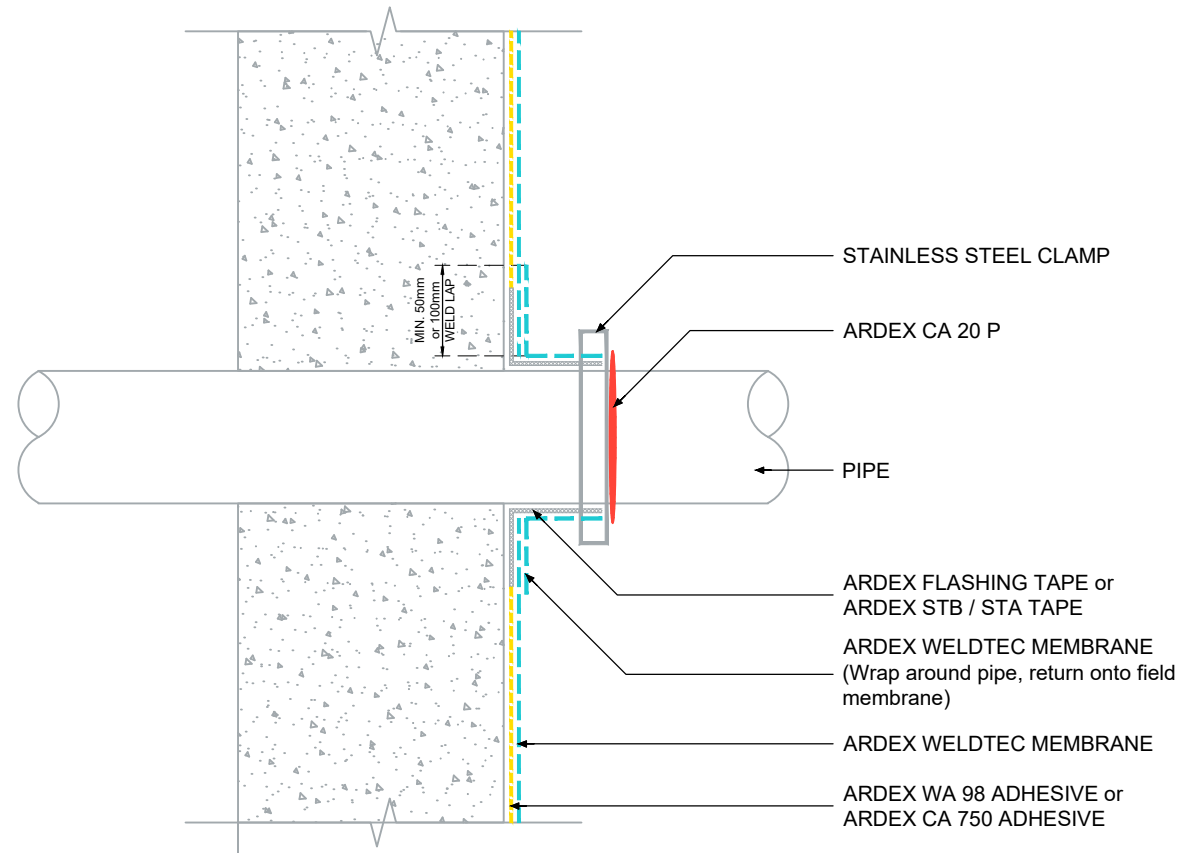 STAINLESS STEEL CLAMP
ARDEX CA 20 P
MIN. 50mm
or 100mm
WELD LAP
PIPE
ARDEX FLASHING TAPE or
ARDEX STB / STA TAPE
ARDEX WELDTEC MEMBRANE
(Wrap around pipe, return onto field
membrane)
ARDEX WELDTEC MEMBRANE
ARDEX WA 98 ADHESIVE or
ARDEX CA 750 ADHESIVE